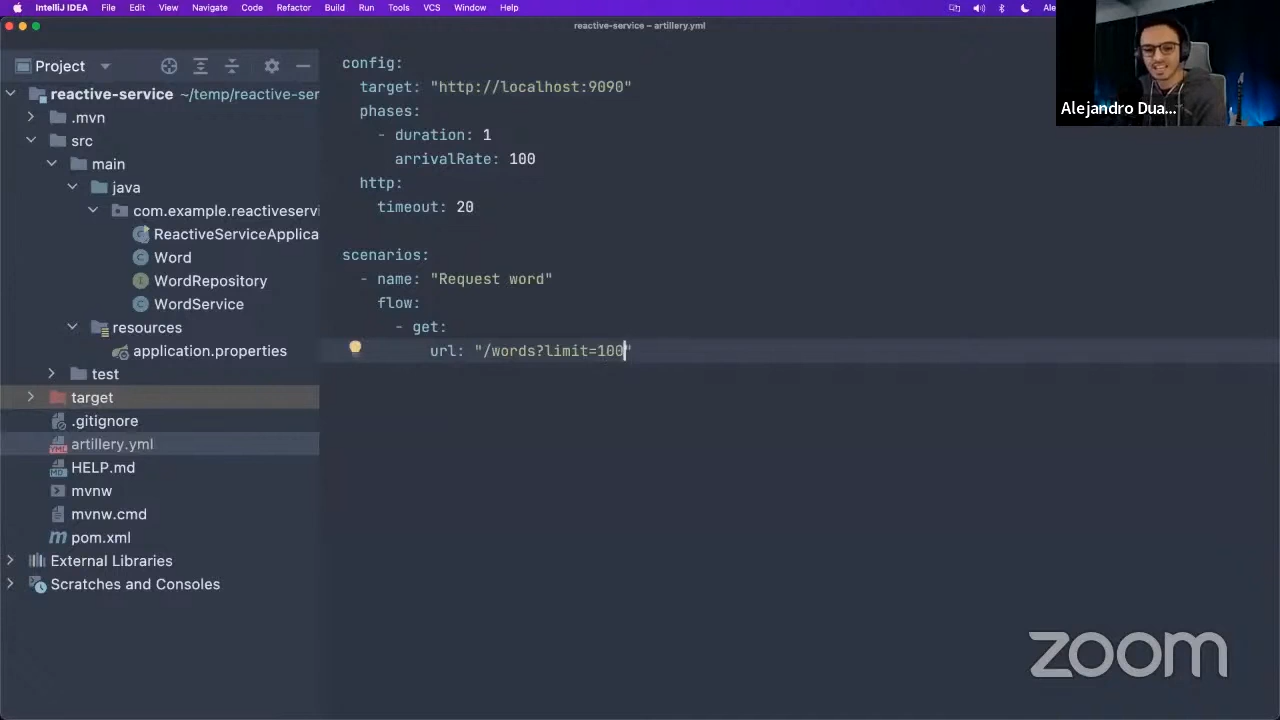 IntelliJ IDEA File Edit View Navigate Code Refactor Build Run Tools VCS Window Help Ale
reactive-service – artillery.yml
Project
reactive-service ~/temp/reactive-ser
.mvn
src
main
java
com.example.reactiveservi
ReactiveServiceApplica
Word
WordRepository
WordService
resources
application.properties
test
target
.gitignore
artillery.yml
HELP.md
mvnw
mvnw.cmd
pom.xml
External Libraries
Scratches and Consoles
config:
target: "http://localhost:9090"
phases:
- duration: 1
arrivalRate: 100
http:
timeout: 20
scenarios:
- name: "Request word"
flow:
- get:
url: "/words?limit=100"
Alejandro Dua...
zoom